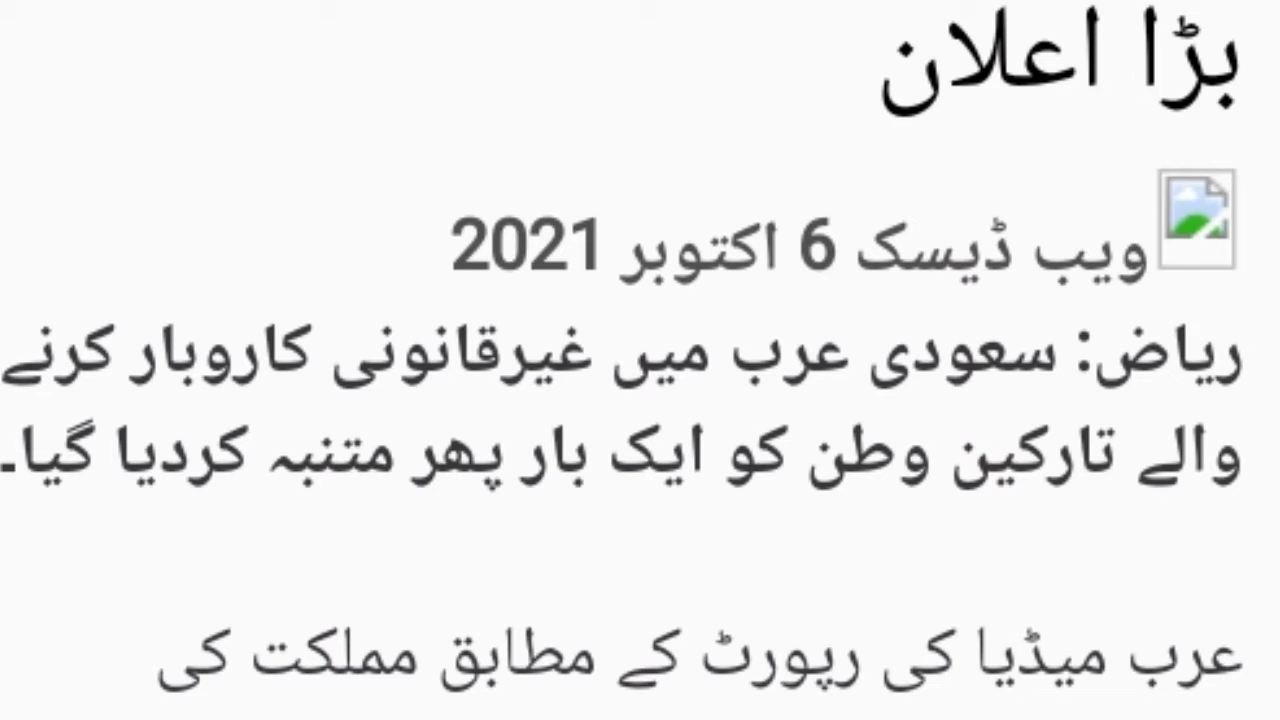 بڑا اعلان
ویب ڈیسک 6 اکتوبر 2021
ریاض: سعودی عرب میں غیرقانونی کاروبار کرنے
والے تارکین وطن کو ایک بار پھر متنبہ کردیا گیا۔
عرب میڈیا کی رپورٹ کے مطابق مملکت کی